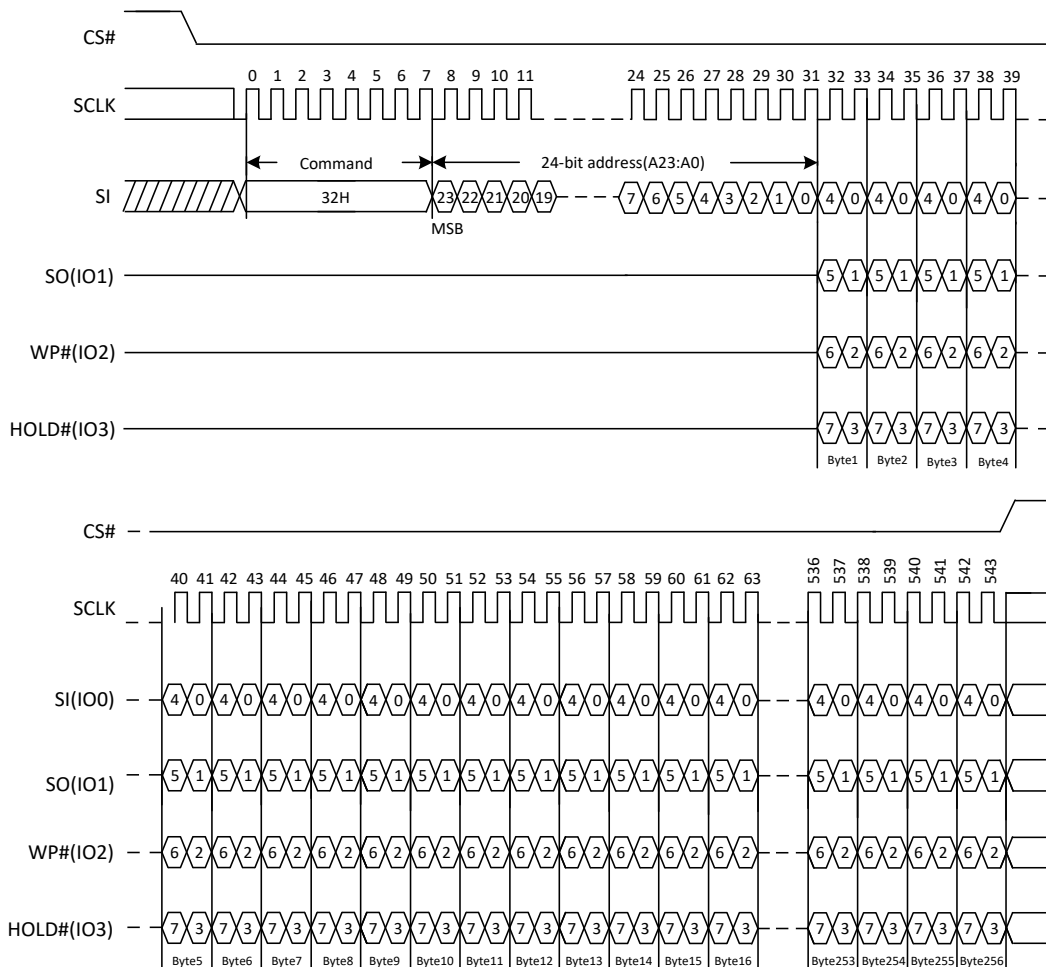 CS#
0 1 2 3 4 5 6 7 8 9 10 11 24 25 26 27 28 29 30 31 32 33 34 35 36 37 38 39
SCLK
Command 24-bit address(A23:A0)
SI 32H 23 22 21 20 19 7 6 5 4 3 2 1 0 4 0 4 0 4 0 4 0
MSB
SO(IO1) 5 1 5 1 5 1 5 1
WP#(IO2) 6 2 6 2 6 2 6 2
HOLD#(IO3) 7 3 7 3 7 3 7 3
Byte1 Byte2 Byte3 Byte4
CS#
40 41 42 43 44 45 46 47 48 49 50 51 52 53 54 55 56 57 58 59 60 61 62 63 536 537 538 539 540 541 542 543
SCLK
SI(IO0) 4 0 4 0 4 0 4 0 4 0 4 0 4 0 4 0 4 0 4 0 4 0 4 0 4 0 4 0 4 0 4 0
SO(IO1) 5 1 5 1 5 1 5 1 5 1 5 1 5 1 5 1 5 1 5 1 5 1 5 1 5 1 5 1 5 1 5 1
WP#(IO2) 6 2 6 2 6 2 6 2 6 2 6 2 6 2 6 2 6 2 6 2 6 2 6 2 6 2 6 2 6 2 6 2
HOLD#(IO3) 7 3 7 3 7 3 7 3 7 3 7 3 7 3 7 3 7 3 7 3 7 3 7 3 7 3 7 3 7 3 7 3
Byte5 Byte6 Byte7 Byte8 Byte9 Byte10 Byte11 Byte12 Byte13 Byte14 Byte15 Byte16 Byte253 Byte254 Byte255 Byte256